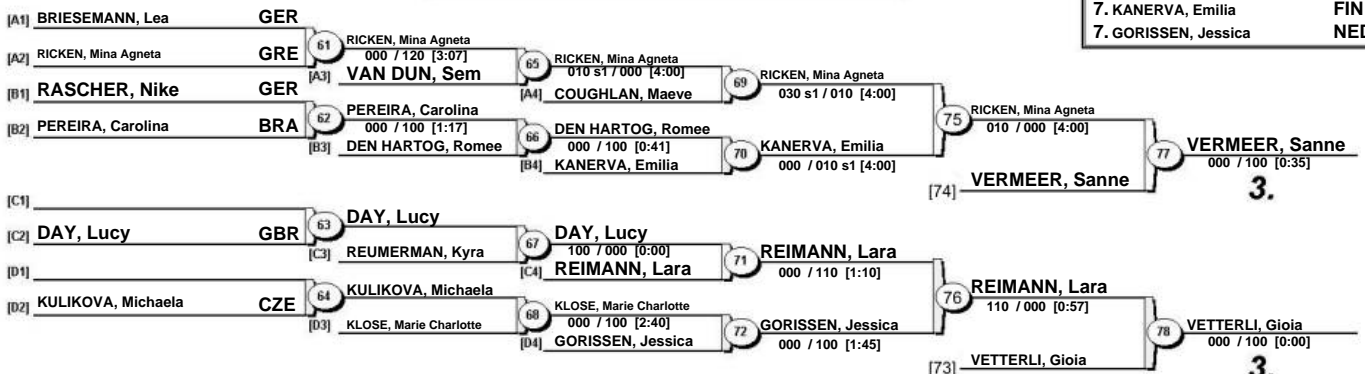 7. KANERVA, Emilia FIN
7. GORISSEN, Jessica
[A1] BRIESEMANN, Lea GER
[A2] RICKEN, Mina Agneta GRE
61 RICKEN, Mina Agneta
000 / 120 [3:07]
[A3] VAN DUN, Sem
65 RICKEN, Mina Agneta
010 s1 / 000 [4:00]
[A4] COUGHLAN, Maeve
69 RICKEN, Mina Agneta
030 s1 / 010 [4:00]
[B1] RASCHER, Nike GER
[B2] PEREIRA, Carolina BRA
62 PEREIRA, Carolina
000 / 100 [1:17]
[B3] DEN HARTOG, Romee
66 DEN HARTOG, Romee
000 / 100 [0:41]
[B4] KANERVA, Emilia
70 KANERVA, Emilia
000 / 010 s1 [4:00]
75 RICKEN, Mina Agneta
010 / 000 [4:00]
[74] VERMEER, Sanne
77 VERMEER, Sanne
000 / 100 [0:35]
3.
[C1]
[C2] DAY, Lucy GBR
63 DAY, Lucy
[C3] REUMERMAN, Kyra
67 DAY, Lucy
100 / 000 [0:00]
[C4] REIMANN, Lara
71 REIMANN, Lara
000 / 110 [1:10]
[D1]
[D2] KULIKOVA, Michaela CZE
64 KULIKOVA, Michaela
[D3] KLOSE, Marie Charlotte
68 KLOSE, Marie Charlotte
000 / 100 [2:40]
[D4] GORISSEN, Jessica
72 GORISSEN, Jessica
000 / 100 [1:45]
76 REIMANN, Lara
110 / 000 [0:57]
[73] VETTERLI, Gioia
78 VETTERLI, Gioia
000 / 100 [0:00]
3.